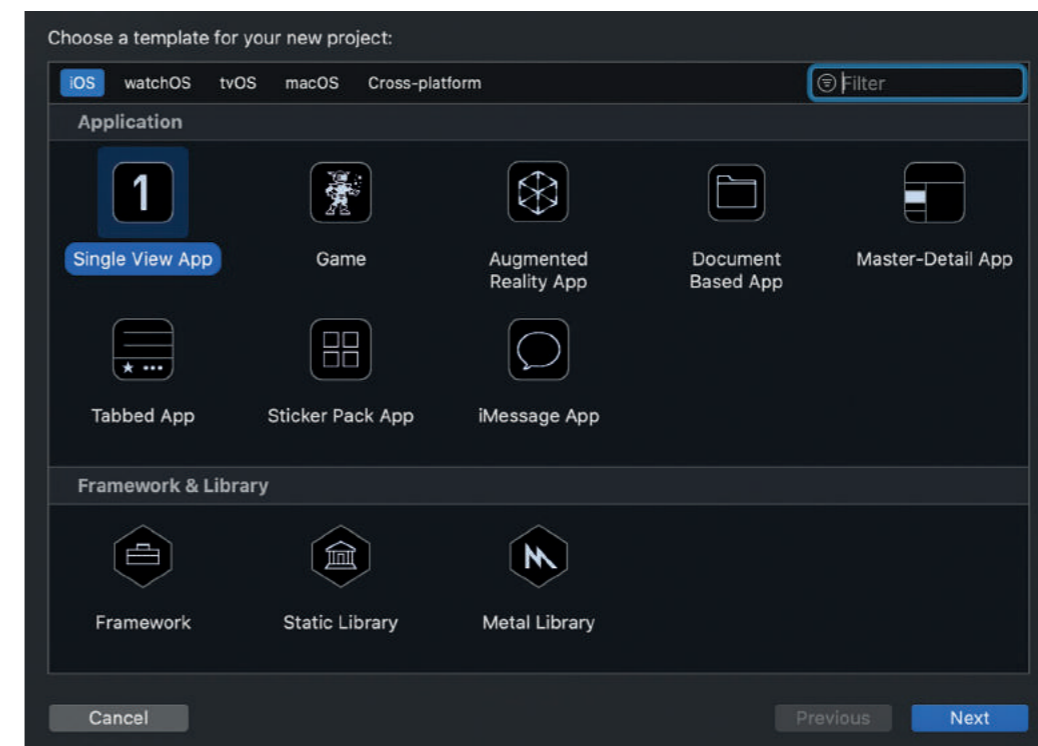 Choose a template for your new project:
iOS watchOS tvOS macOS Cross-platform Filter
Application
1
Single View App Game Augmented Reality App Document Based App Master-Detail App
Tabbed App Sticker Pack App iMessage App
Framework & Library
Framework Static Library Metal Library
Cancel Previous Next